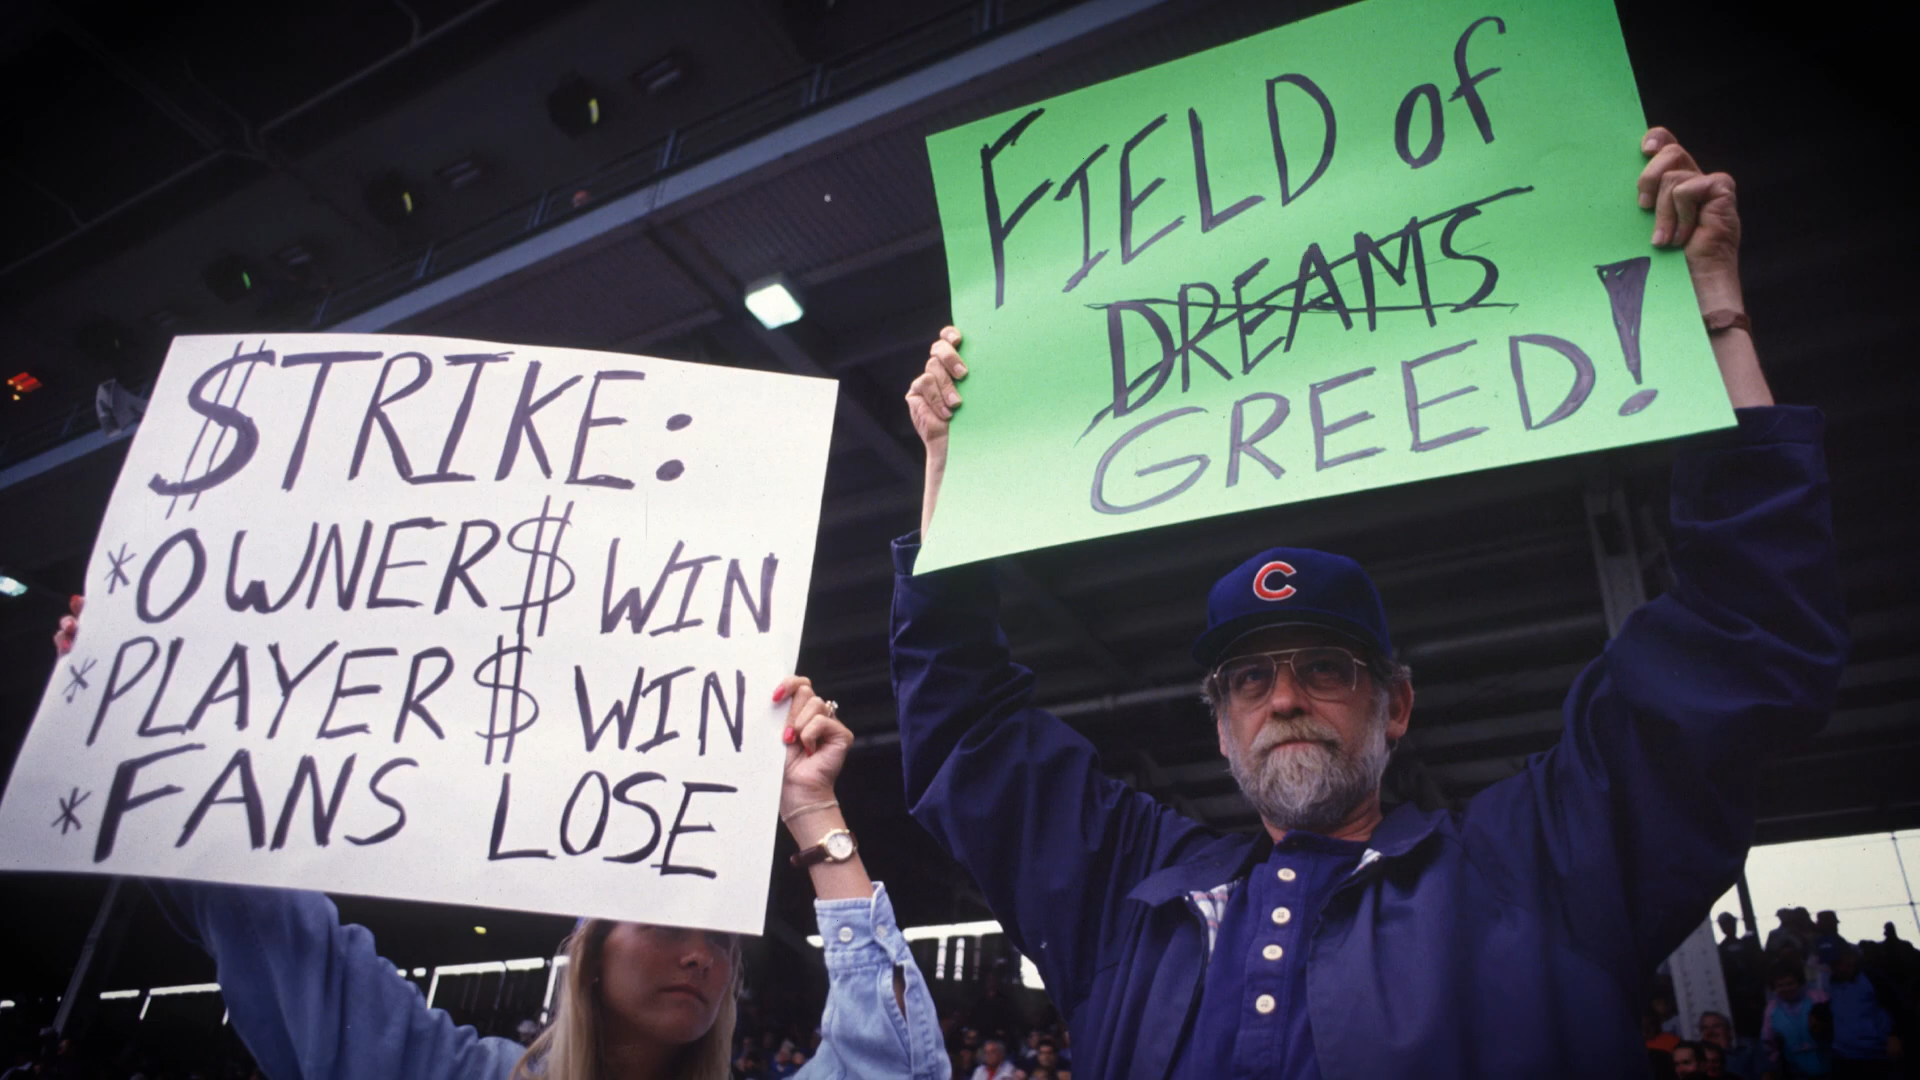 $TRIKE:
*OWNER$ WIN
*PLAYER$ WIN
*FANS LOSE
FIELD of
DREAMS
GREED!
C